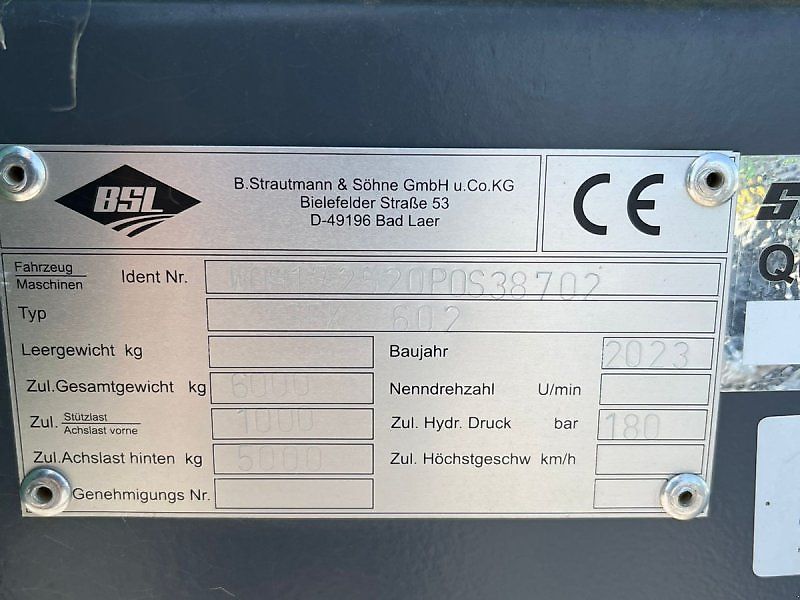 BSL
B.Strautmann & Söhne GmbH u.Co.KG
Bielefelder Straße 53
D-49196 Bad Laer
CE
Fahrzeug
Maschinen
Ident Nr.
Typ 602
Leergewicht kg
Zul.Gesamtgewicht kg 6000
Zul. Stützlast
Achslast vorne 1000
Zul.Achslast hinten kg 5000
Genehmigungs Nr.
Baujahr 2023
Nenndrehzahl U/min
Zul. Hydr. Druck bar 180
Zul. Höchstgeschw km/h